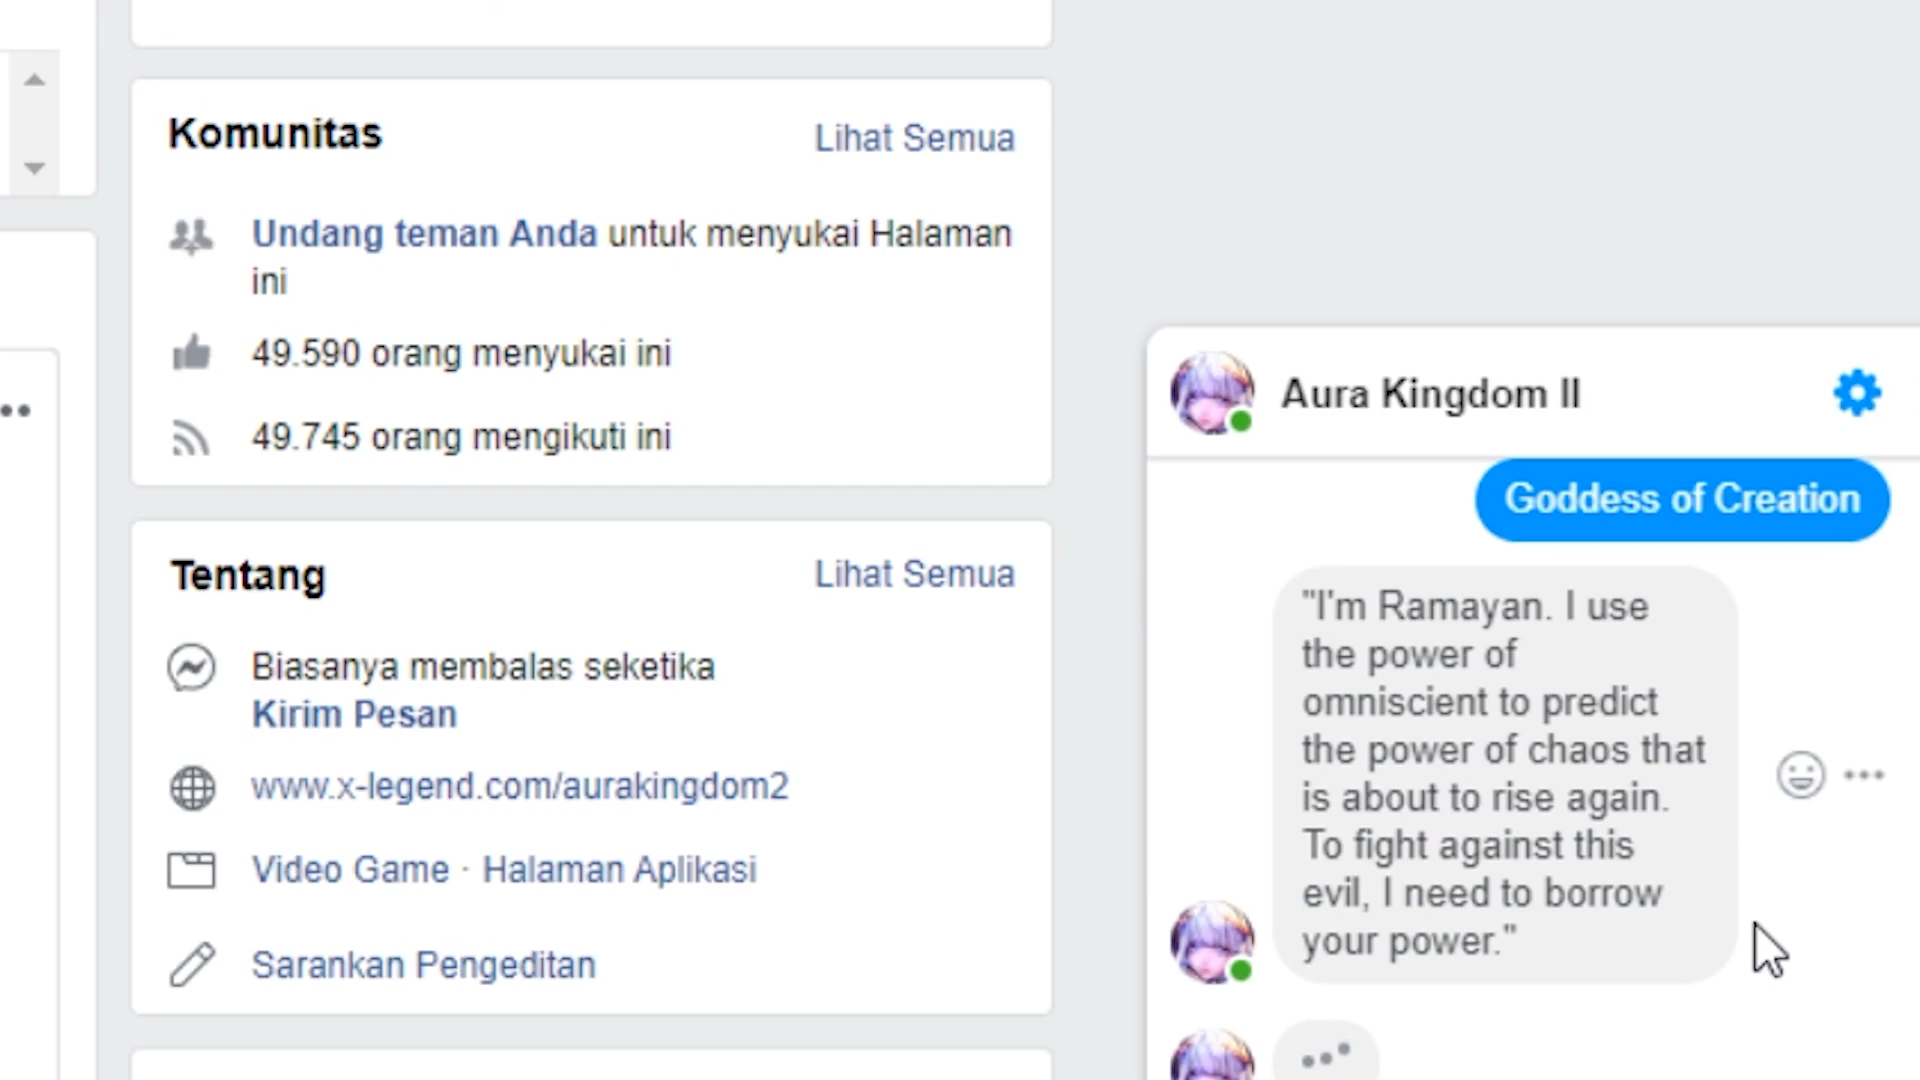 Komunitas
Lihat Semua
Undang teman Anda untuk menyukai Halaman
ini
49.590 orang menyukai ini
49.745 orang mengikuti ini
Tentang
Lihat Semua
Biasanya membalas seketika
Kirim Pesan
www.x-legend.com/aurakingdom2
Video Game · Halaman Aplikasi
Sarankan Pengeditan
Aura Kingdom II
Goddess of Creation
"I'm Ramayan. I use
the power of
omniscient to predict
the power of chaos that
is about to rise again.
To fight against this
evil, I need to borrow
your power."